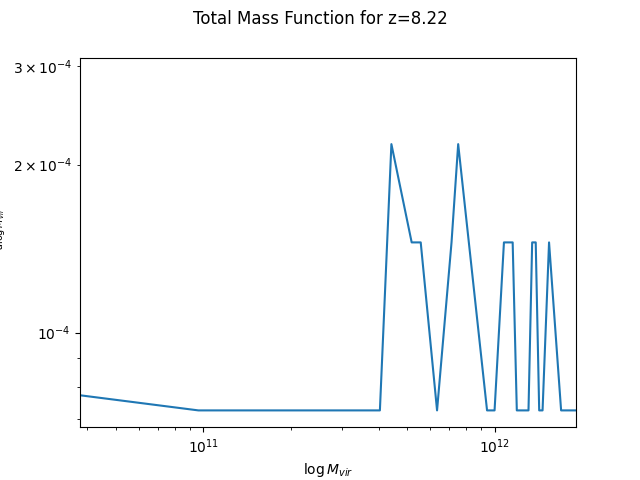 Total Mass Function for z=8.22
3 × 10⁻⁴
2 × 10⁻⁴
10⁻⁴
10¹¹
10¹²
log M_vir